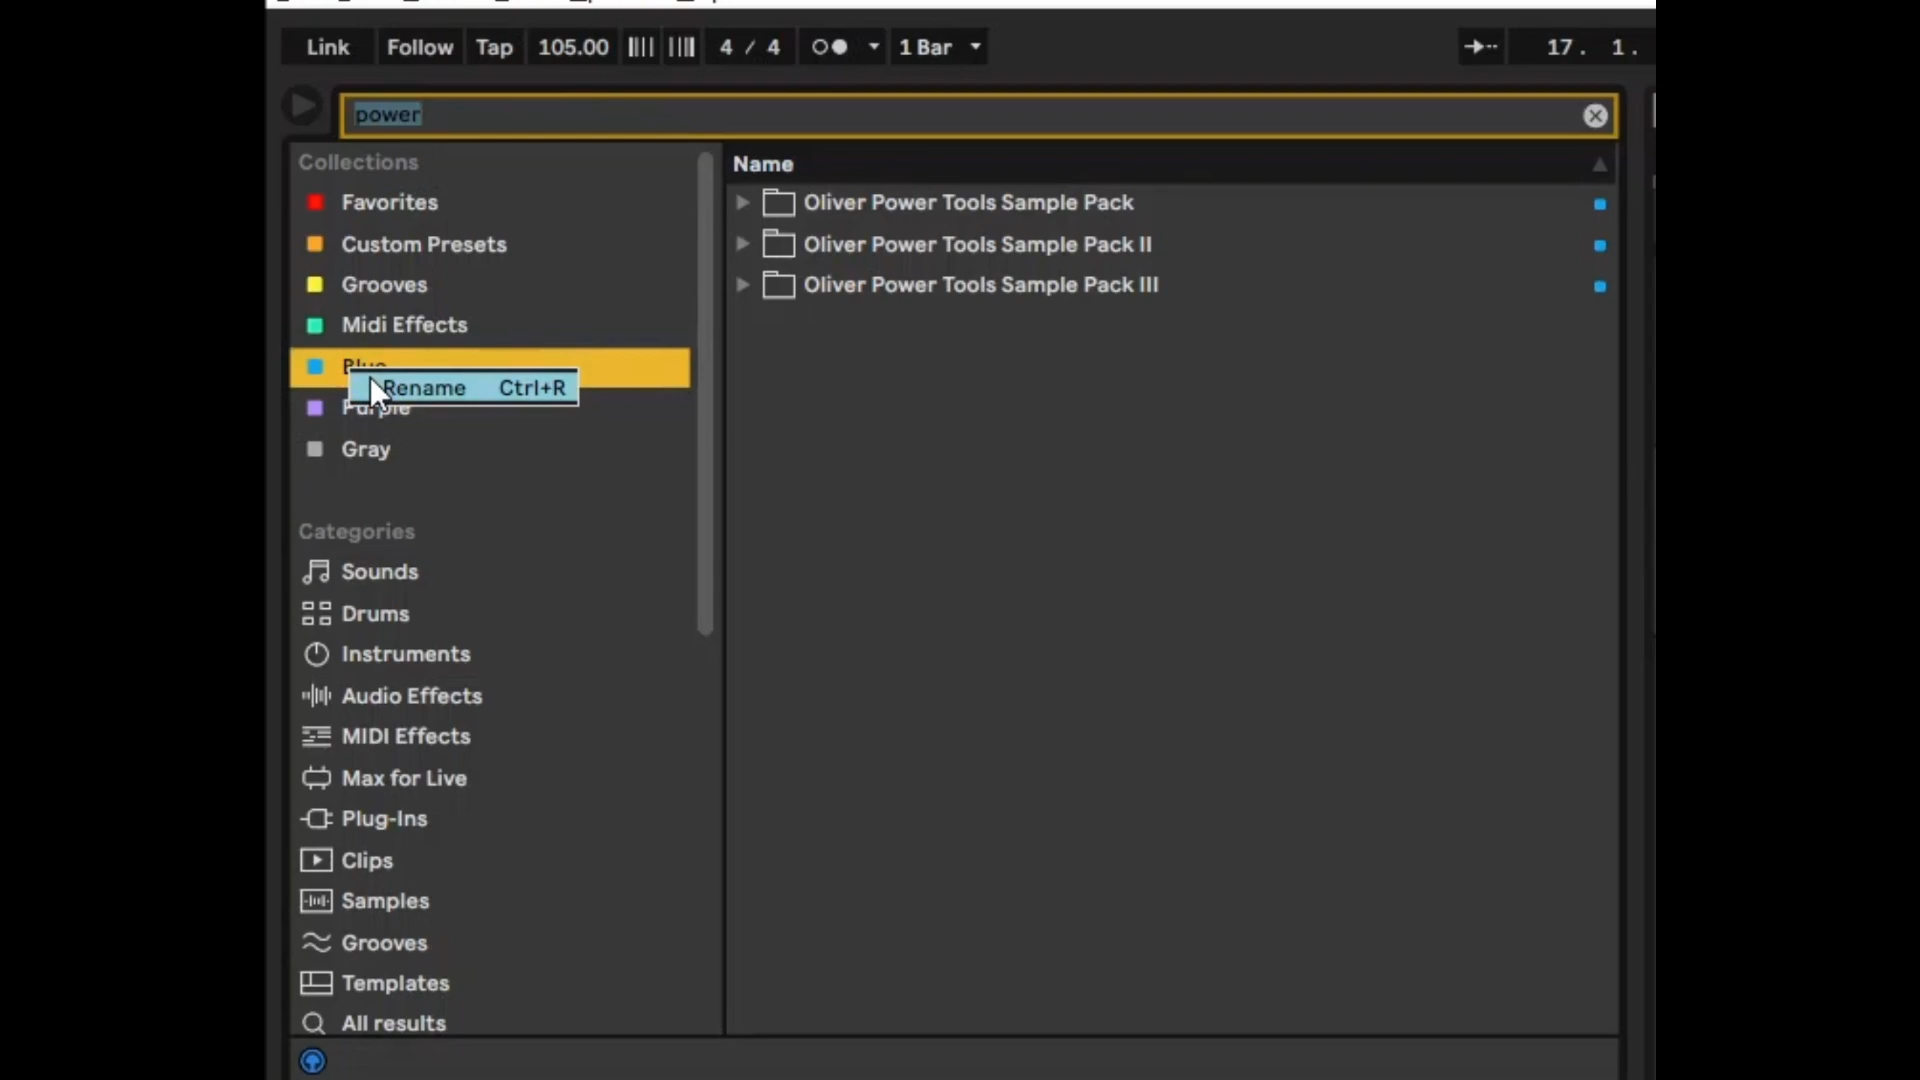 Link Follow Tap 105.00 4 / 4 1 Bar 17. 1.
power
Collections
Favorites
Custom Presets
Grooves
Midi Effects
Blue
Rename Ctrl+R
Purple
Gray
Categories
Sounds
Drums
Instruments
Audio Effects
MIDI Effects
Max for Live
Plug-Ins
Clips
Samples
Grooves
Templates
All results
Name
Oliver Power Tools Sample Pack
Oliver Power Tools Sample Pack II
Oliver Power Tools Sample Pack III